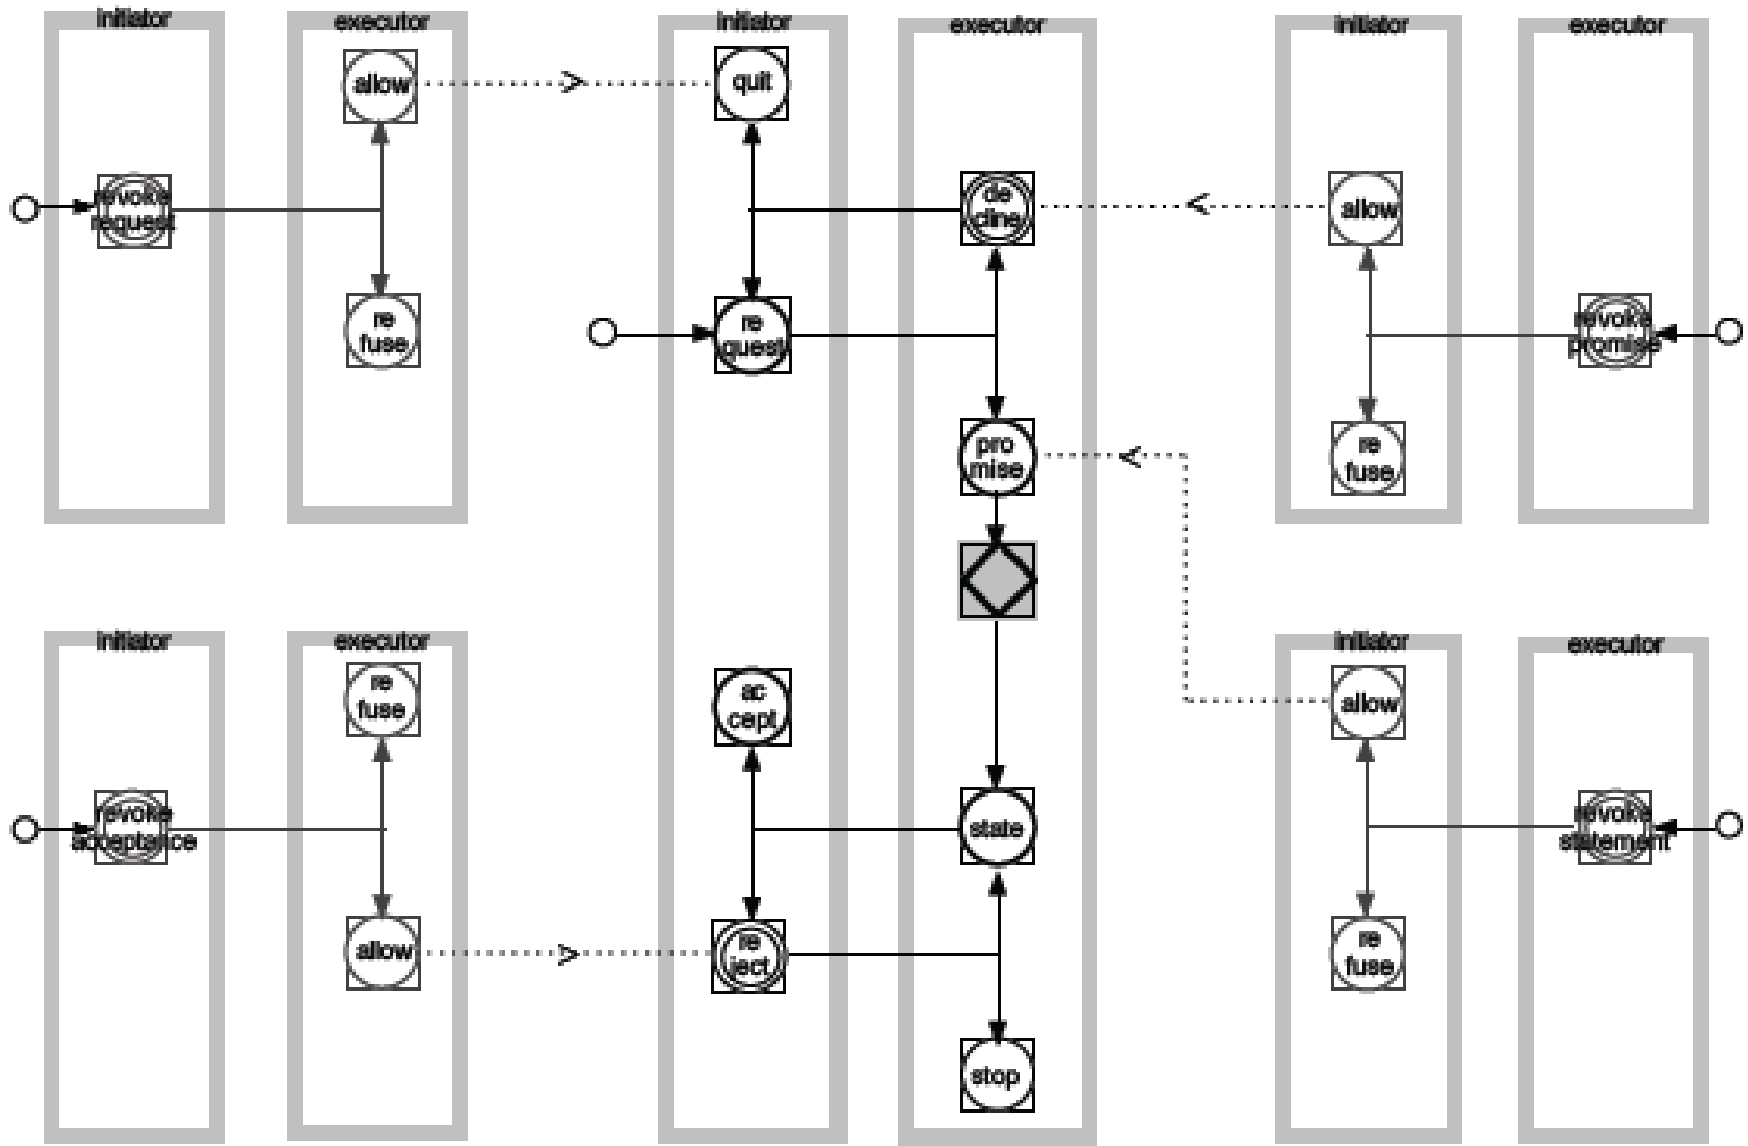 initiator
executor
allow
revoke
request
re
fuse
initiator
executor
quit
de
cline
re
quest
pro
mise
ac
cept
state
re
ject
stop
initiator
executor
allow
revoke
promise
re
fuse
initiator
executor
re
fuse
revoke
acceptance
allow
initiator
executor
allow
revoke
statement
re
fuse